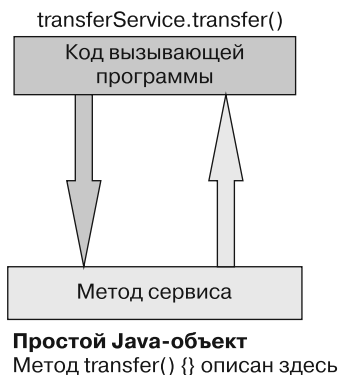 transferService.transfer()
Код вызывающей
программы
Метод сервиса
Простой Java-объект
Метод transfer() {} описан здесь